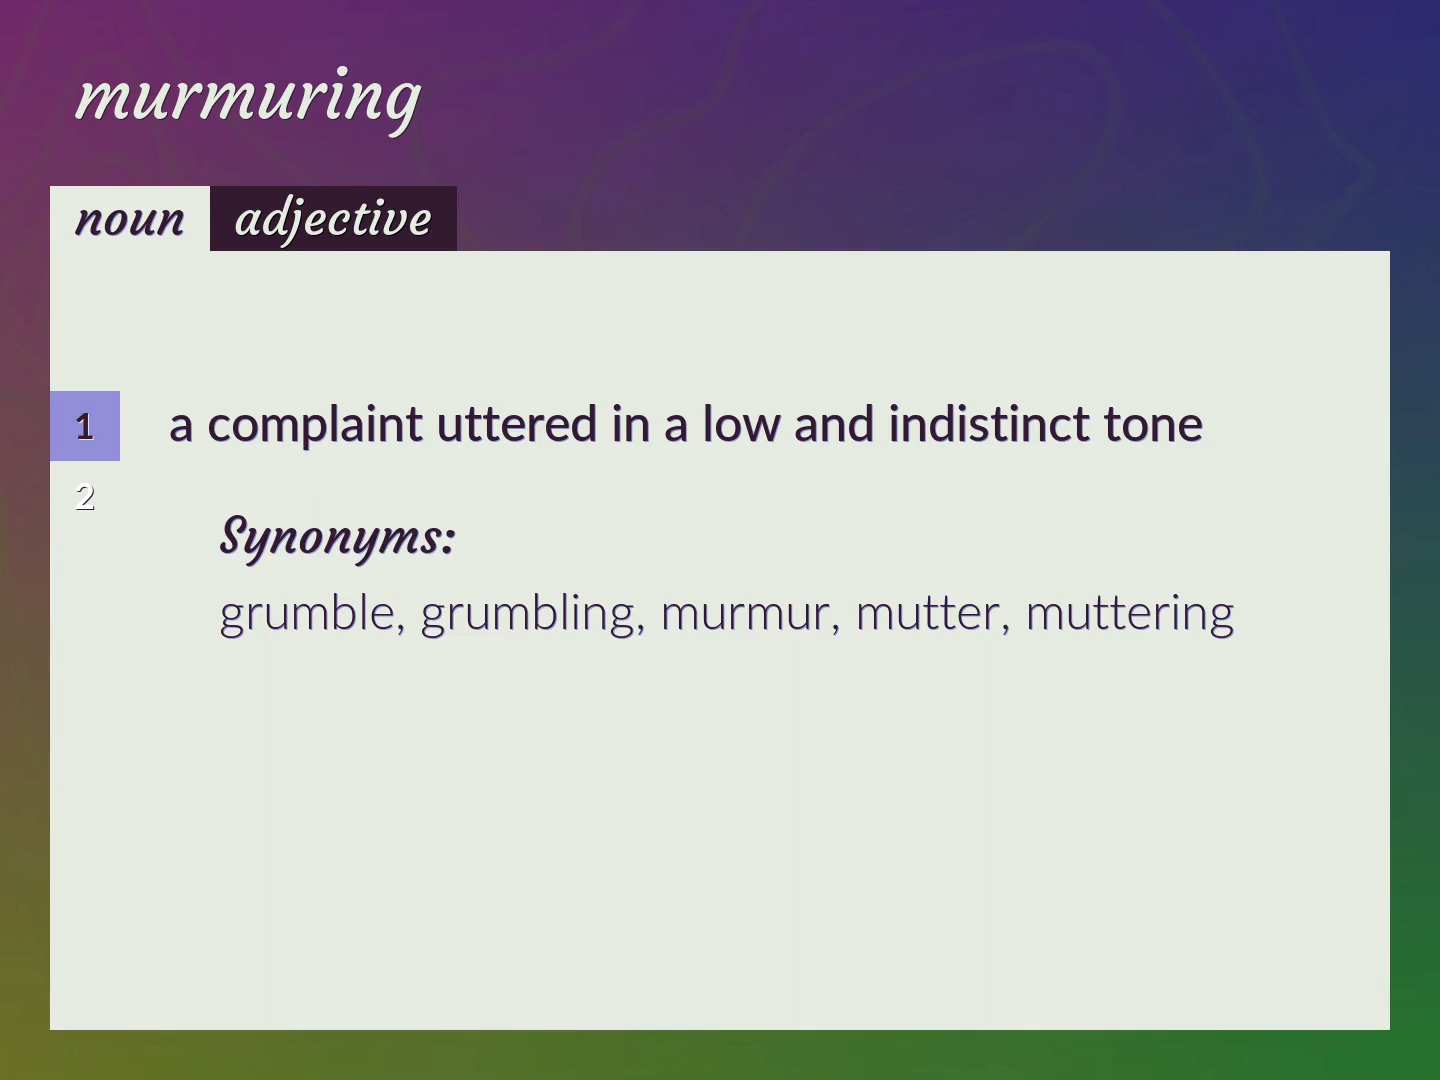 murmuring
noun adjective
1 a complaint uttered in a low and indistinct tone
2
Synonyms:
grumble, grumbling, murmur, mutter, muttering